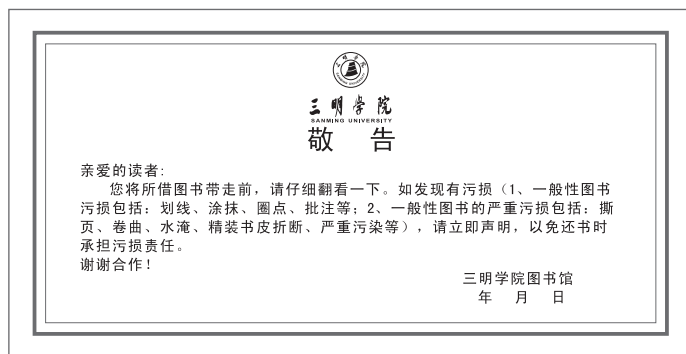 三明学院
SANMING UNIVERSITY
敬 告
亲爱的读者:
您将所借图书带走前，请仔细翻看一下。如发现有污损（1、一般性图书
污损包括：划线、涂抹、圈点、批注等；2、一般性图书的严重污损包括：撕
页、卷曲、水淹、精装书皮折断、严重污染等），请立即声明，以免还书时
承担污损责任。
谢谢合作！
三明学院图书馆
年 月 日